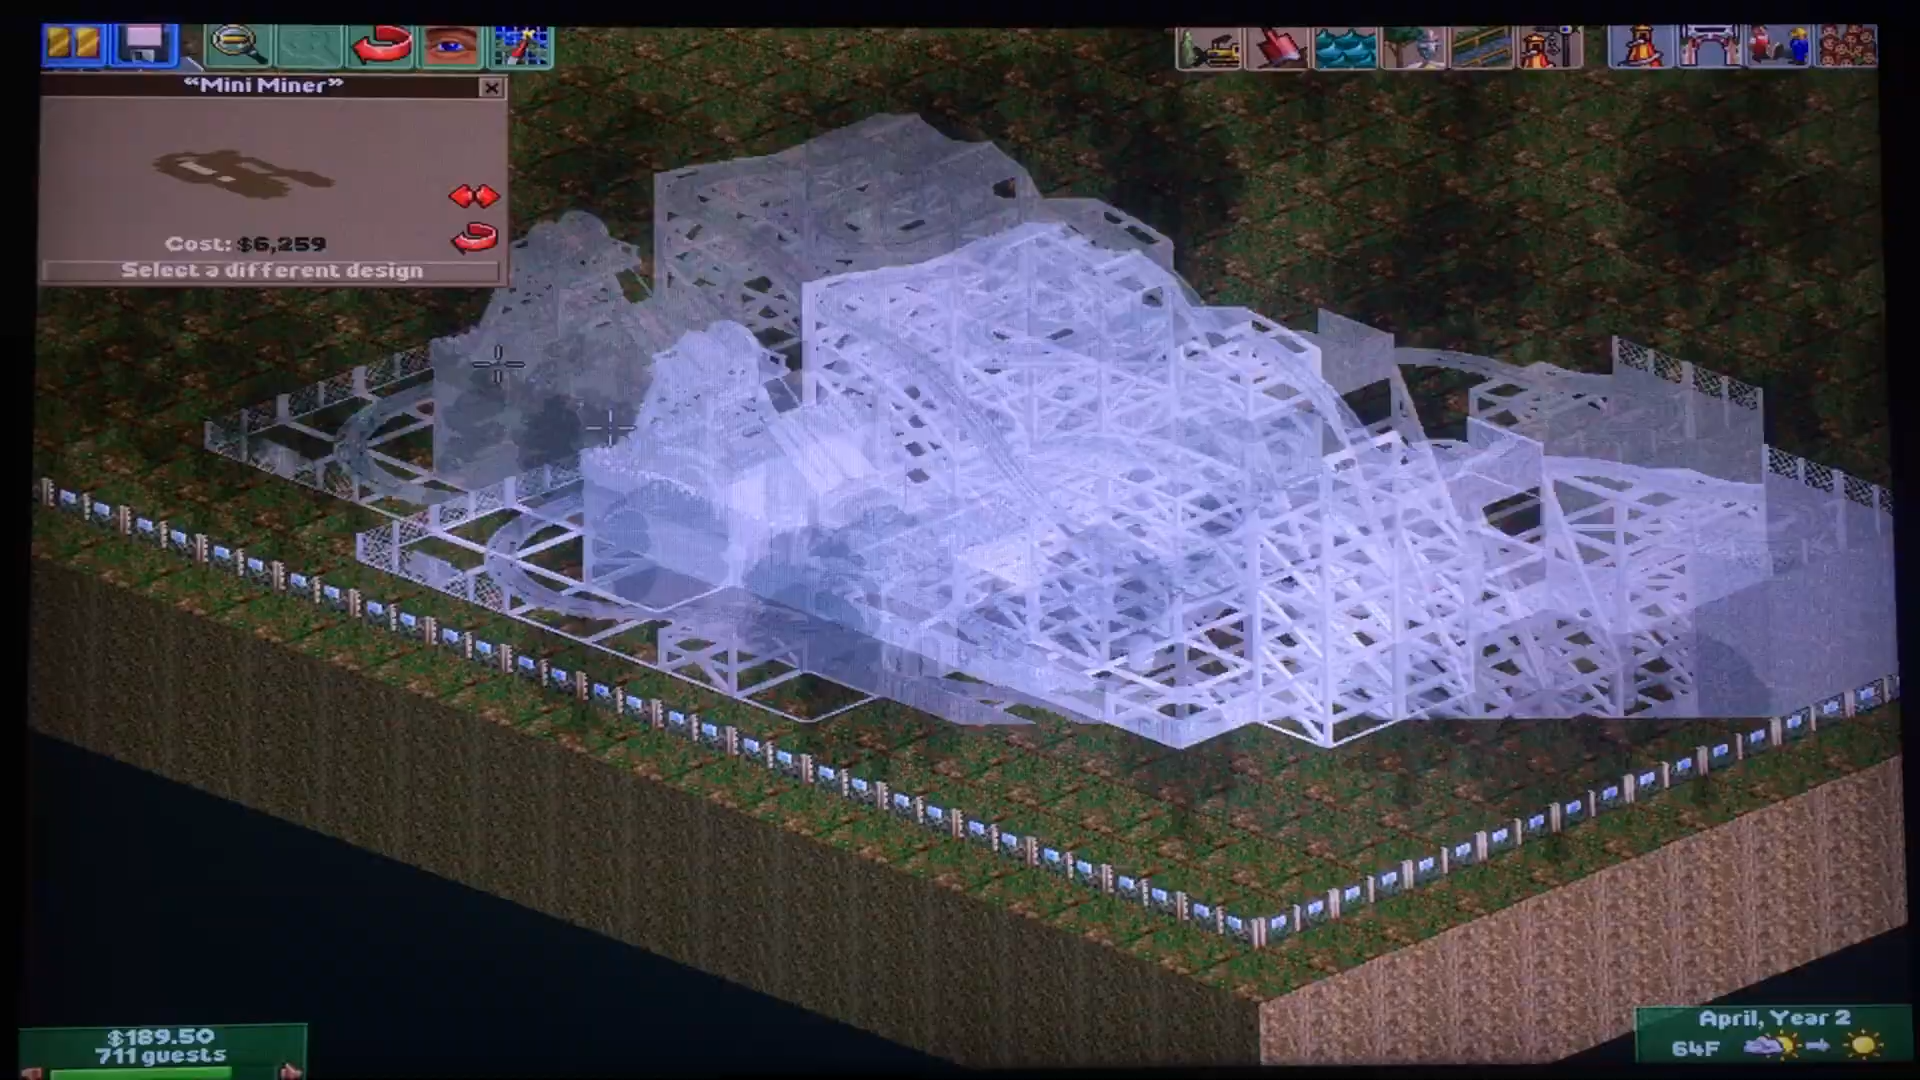 “Mini Miner”
Cost: $6,259
Select a different design
$189.50
711 guests
April, Year 2
64F